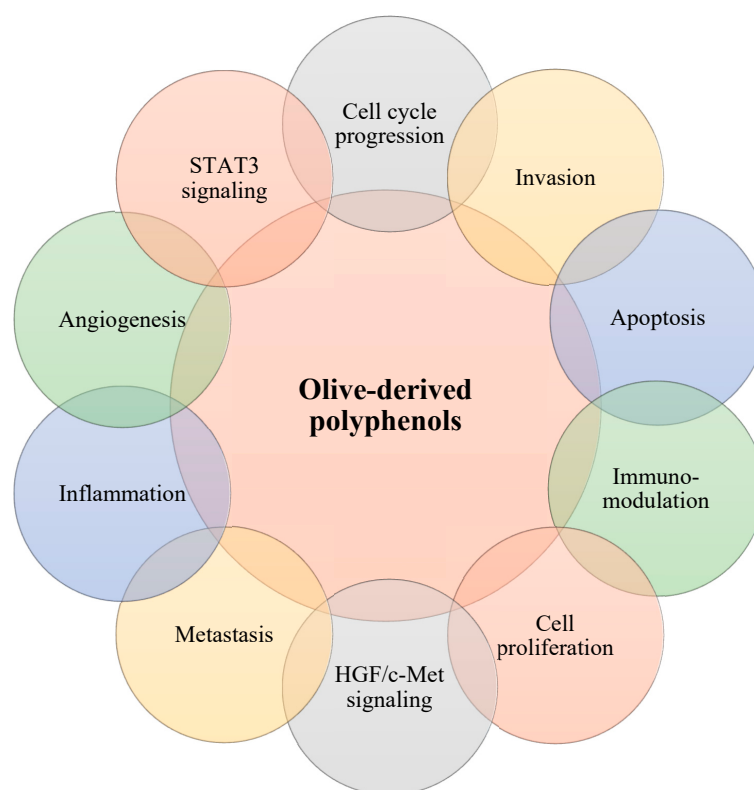 Cell cycle
progression
Invasion
Apoptosis
Immuno-
modulation
Cell
proliferation
HGF/c-Met
signaling
Metastasis
Inflammation
Angiogenesis
STAT3
signaling
Olive-derived
polyphenols